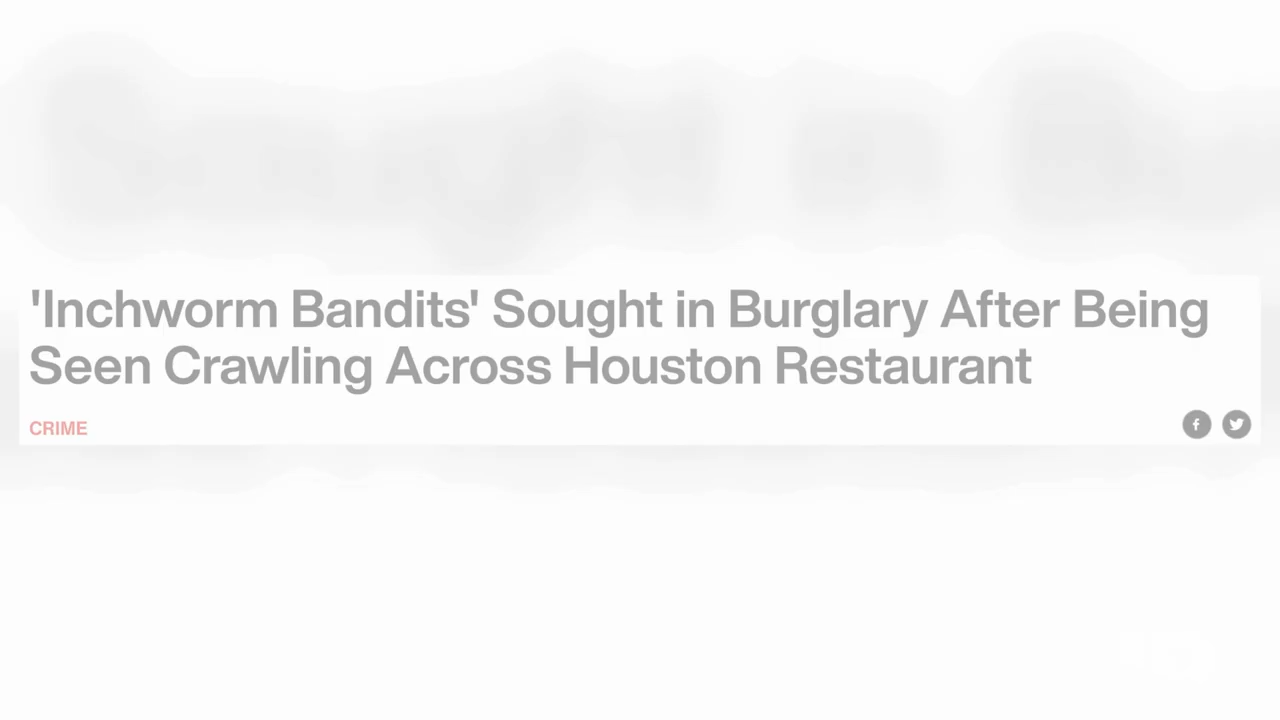 'Inchworm Bandits' Sought in Burglary After Being
Seen Crawling Across Houston Restaurant
CRIME